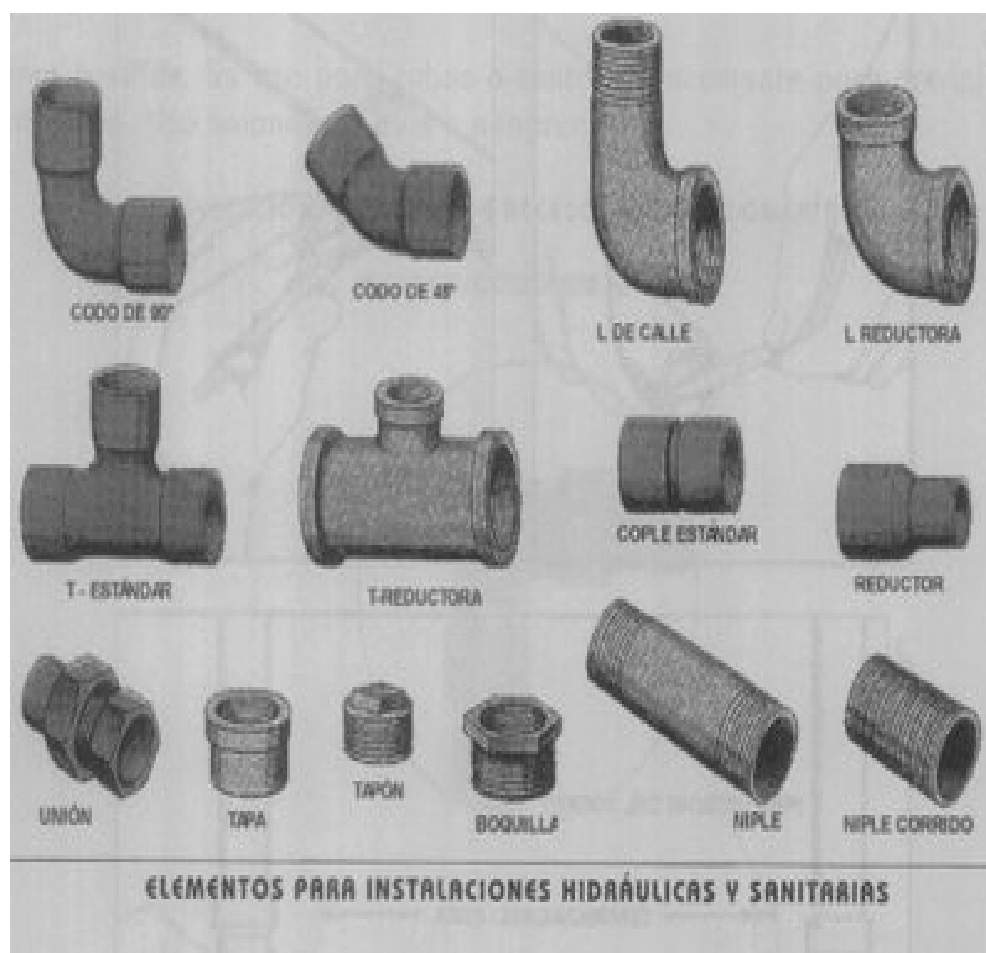 CODO DE 90°
CODO DE 45°
L DE CALLE
L REDUCTORA
T - ESTÁNDAR
T-REDUCTORA
COPLE ESTÁNDAR
REDUCTOR
UNIÓN
TAPA
TAPÓN
BOQUILLA
NIPLE
NIPLE CORRIDO
ELEMENTOS PARA INSTALACIONES HIDRÁULICAS Y SANITARIAS